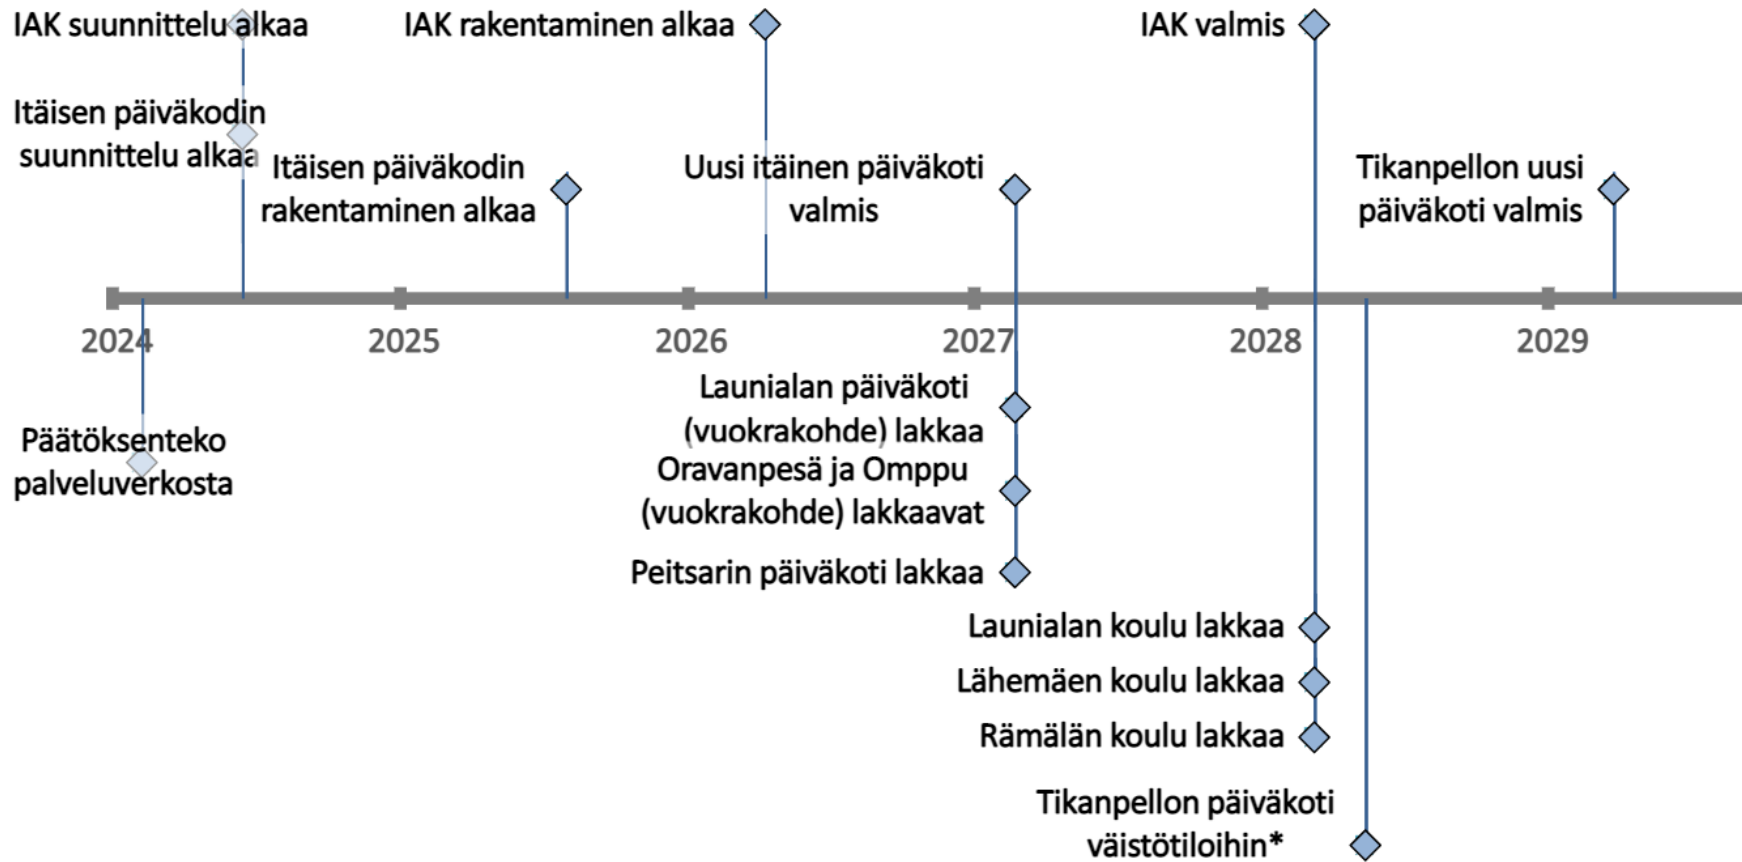 IAK suunnittelu alkaa
IAK rakentaminen alkaa
IAK valmis
Itäisen päiväkodin
suunnittelu alkaa
Itäisen päiväkodin
rakentaminen alkaa
Uusi itäinen päiväkoti
valmis
Tikanpellon uusi
päiväkoti valmis
2024
2025
2026
2027
2028
2029
Päätöksenteko
palveluverkosta
Launialan päiväkoti
(vuokrakohde) lakkaa
Oravanpesä ja Omppu
(vuokrakohde) lakkaavat
Peitsarin päiväkoti lakkaa
Launialan koulu lakkaa
Lähemäen koulu lakkaa
Rämälän koulu lakkaa
Tikanpellon päiväkoti
väistötiloihin*